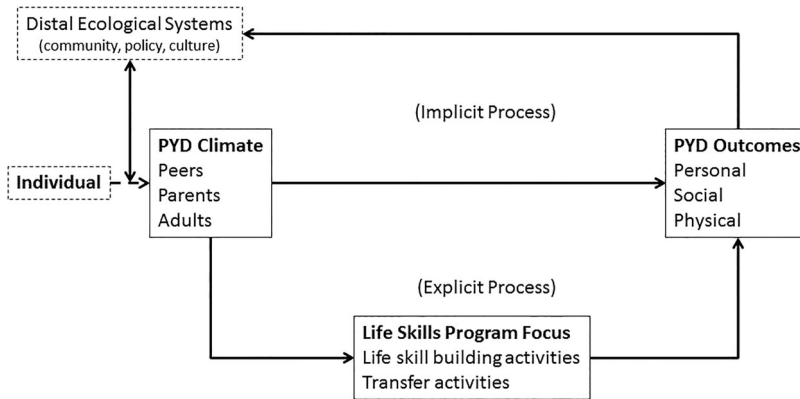 Distal Ecological Systems
(community, policy, culture)
(Implicit Process)
Individual
PYD Climate
Peers
Parents
Adults
PYD Outcomes
Personal
Social
Physical
(Explicit Process)
Life Skills Program Focus
Life skill building activities
Transfer activities